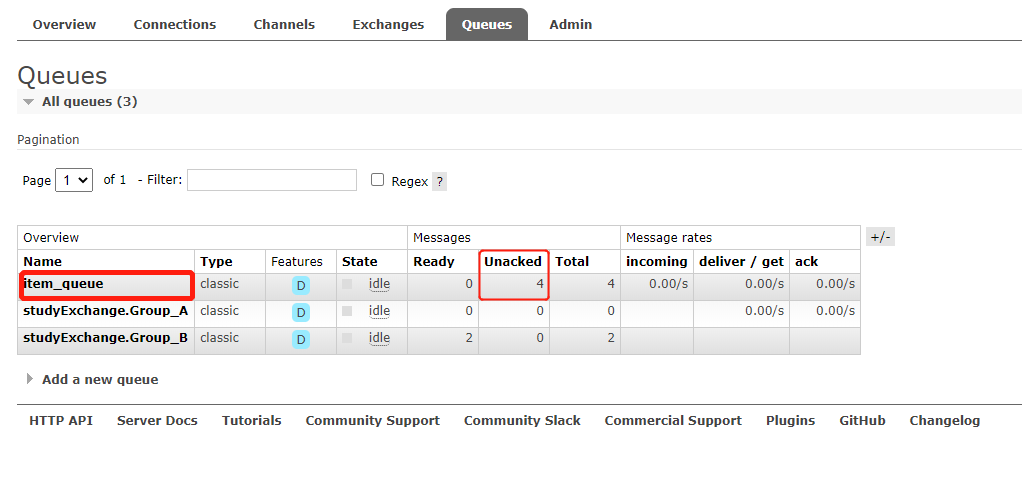 Overview Connections Channels Exchanges Queues Admin
Queues
All queues (3)
Pagination
Page 1 of 1 - Filter: Regex ?
Overview Messages Message rates +/-
Name Type Features State Ready Unacked Total incoming deliver / get ack
item_queue classic D idle 0 4 4 0.00/s 0.00/s 0.00/s
studyExchange.Group_A classic D idle 0 0 0 0.00/s 0.00/s
studyExchange.Group_B classic D idle 2 0 2
Add a new queue
HTTP API Server Docs Tutorials Community Support Community Slack Commercial Support Plugins GitHub Changelog